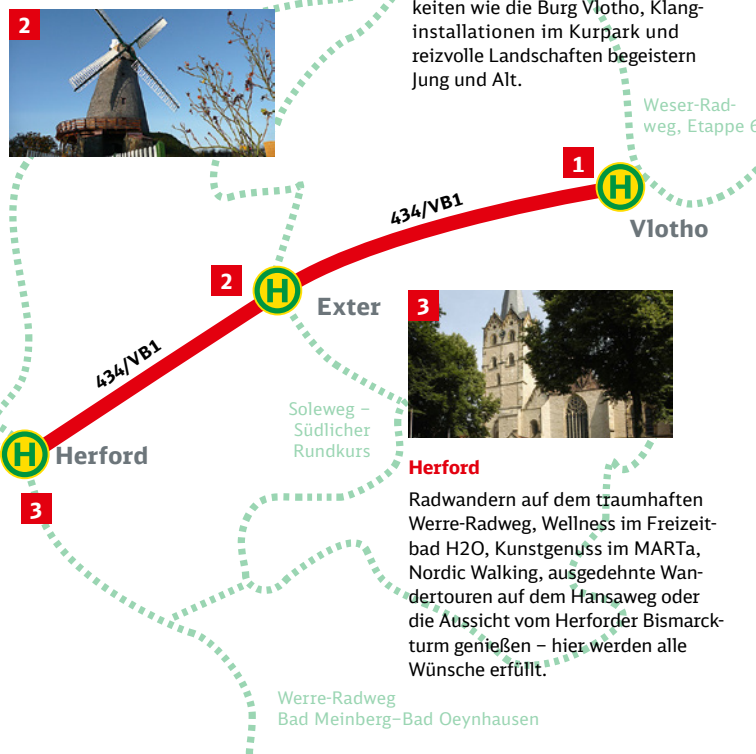 2
keiten wie die Burg Vlotho, Klang-
installationen im Kurpark und
reizvolle Landschaften begeistern
Jung und Alt.
Weser-Rad-
weg, Etappe 6
1
H
Vlotho
434/VB1
2
H
Exter
434/VB1
3
Soleweg –
Südlicher
Rundkurs
H
Herford
3
Herford
Radwandern auf dem traumhaften
Werre-Radweg, Wellness im Freizeit-
bad H2O, Kunstgenuss im MARTa,
Nordic Walking, ausgedehnte Wan-
dertouren auf dem Hansaweg oder
die Aussicht vom Herforder Bismarck-
turm genießen – hier werden alle
Wünsche erfüllt.
Werre-Radweg
Bad Meinberg–Bad Oeynhausen